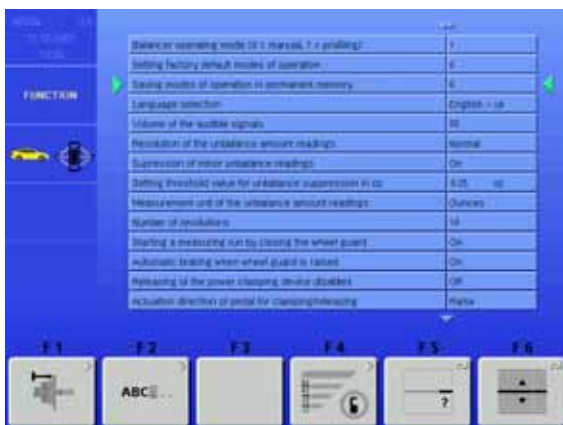 FUNCTION
Balancer operating mode (0 = manual, 1 = profiling) 1
Setting factory default modes of operation 0
Saving modes of operation in permanent memory 0
Language selection English - uk
Volume of the audible signals 50
Resolution of the unbalance amount readings Normal
Supression of minor unbalance readings On
Setting threshold value for unbalance suppression in oz 0.25 oz
Measurement unit of the unbalance amount readings Ounces
Number of revolutions 10
Starting a measuring run by closing the wheel guard On
Automatic braking when wheel guard is raised On
Releasing of the power clamping device disabled Off
Actuation direction of pedal for clamping/releasing
F1 F2 F3 F4 F5 F6
ABC
?